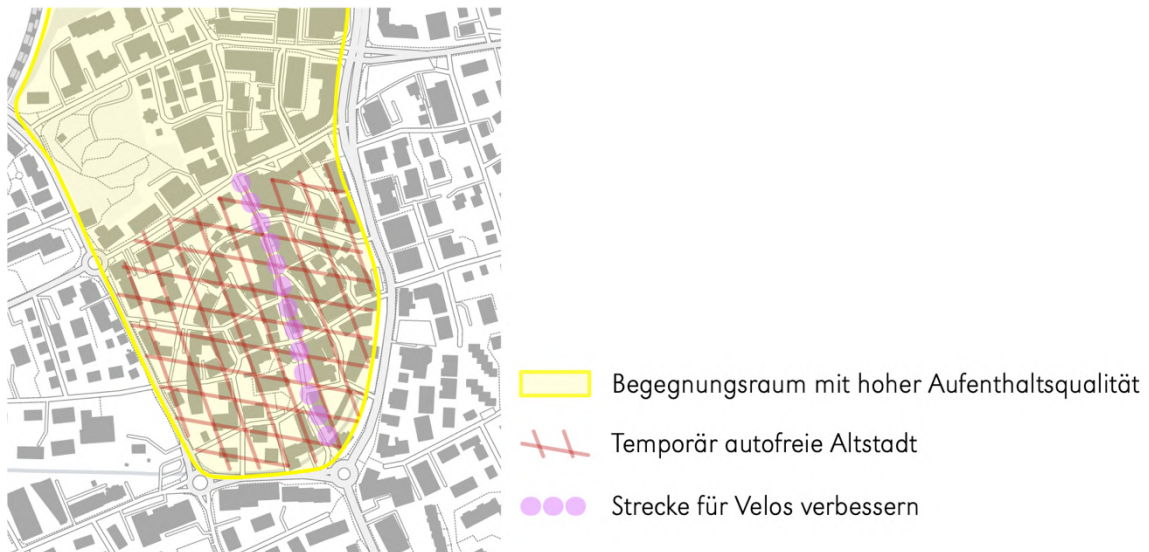 Begegnungsraum mit hoher Aufenthaltsqualität
Temporär autofreie Altstadt
Strecke für Velos verbessern